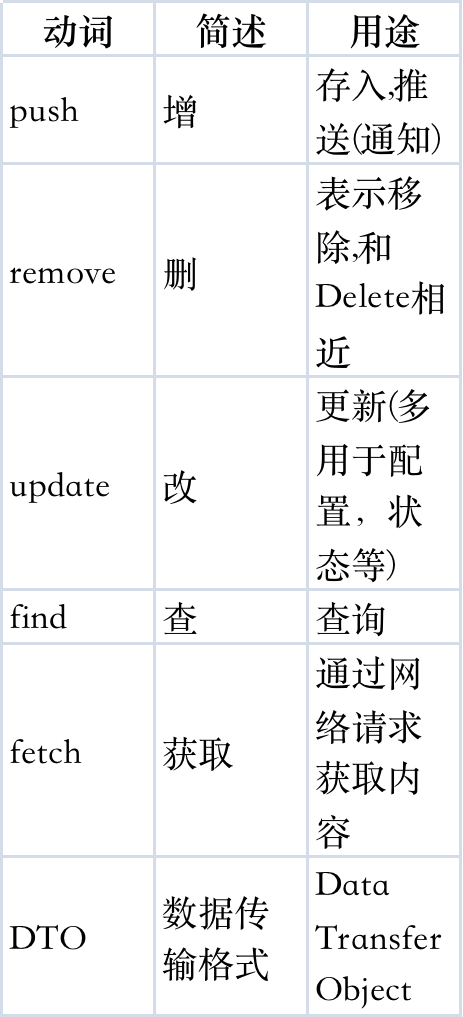 动词 简述 用途
push 增 存入,推
送(通知)
remove 删 表示移
除,和
Delete相
近
update 改 更新(多
用于配
置，状
态等)
find 查 查询
fetch 获取 通过网
络请求
获取内
容
DTO 数据传
输格式 Data
Transfer
Object